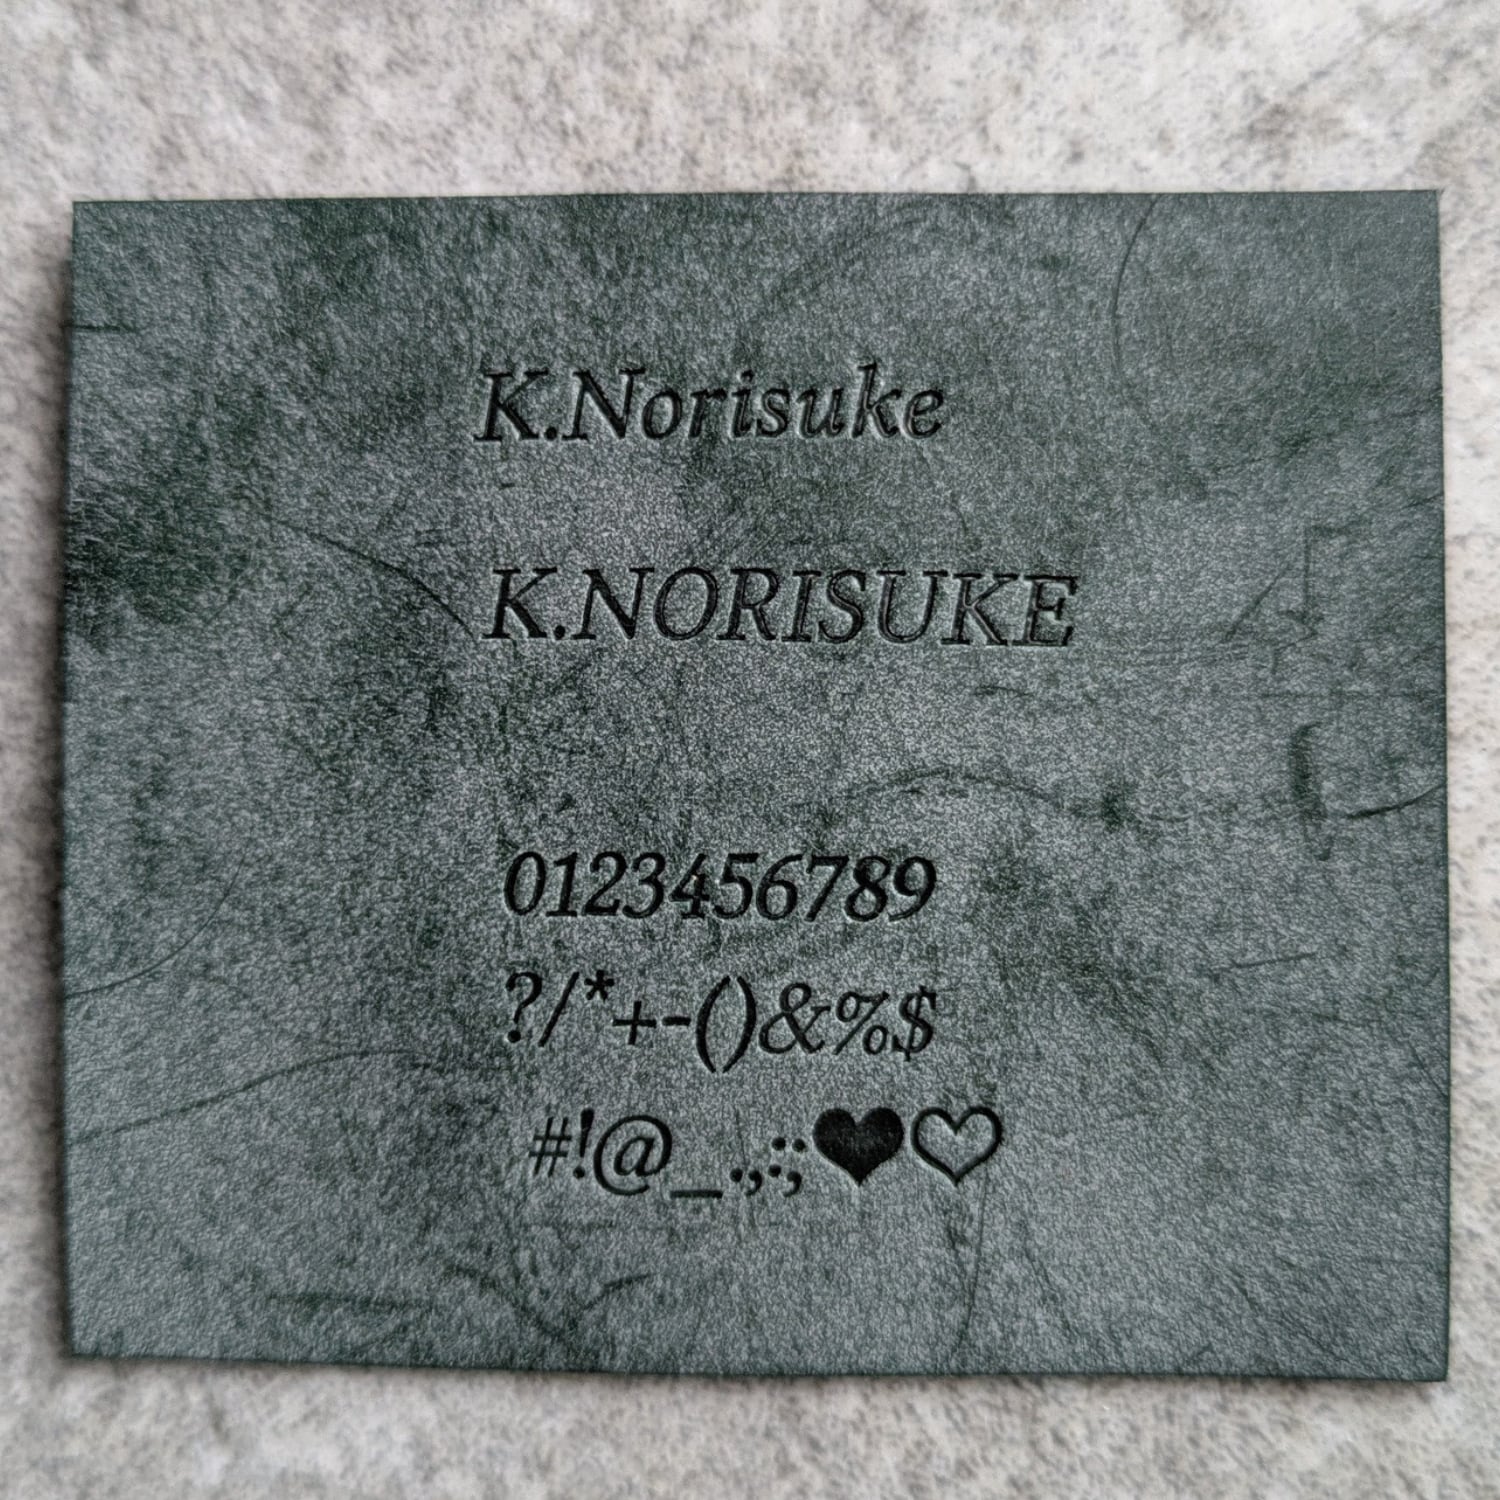 K.Norisuke
K.NORISUKE
0123456789
?/*+-()&%$
#!@_.,:;♥♡